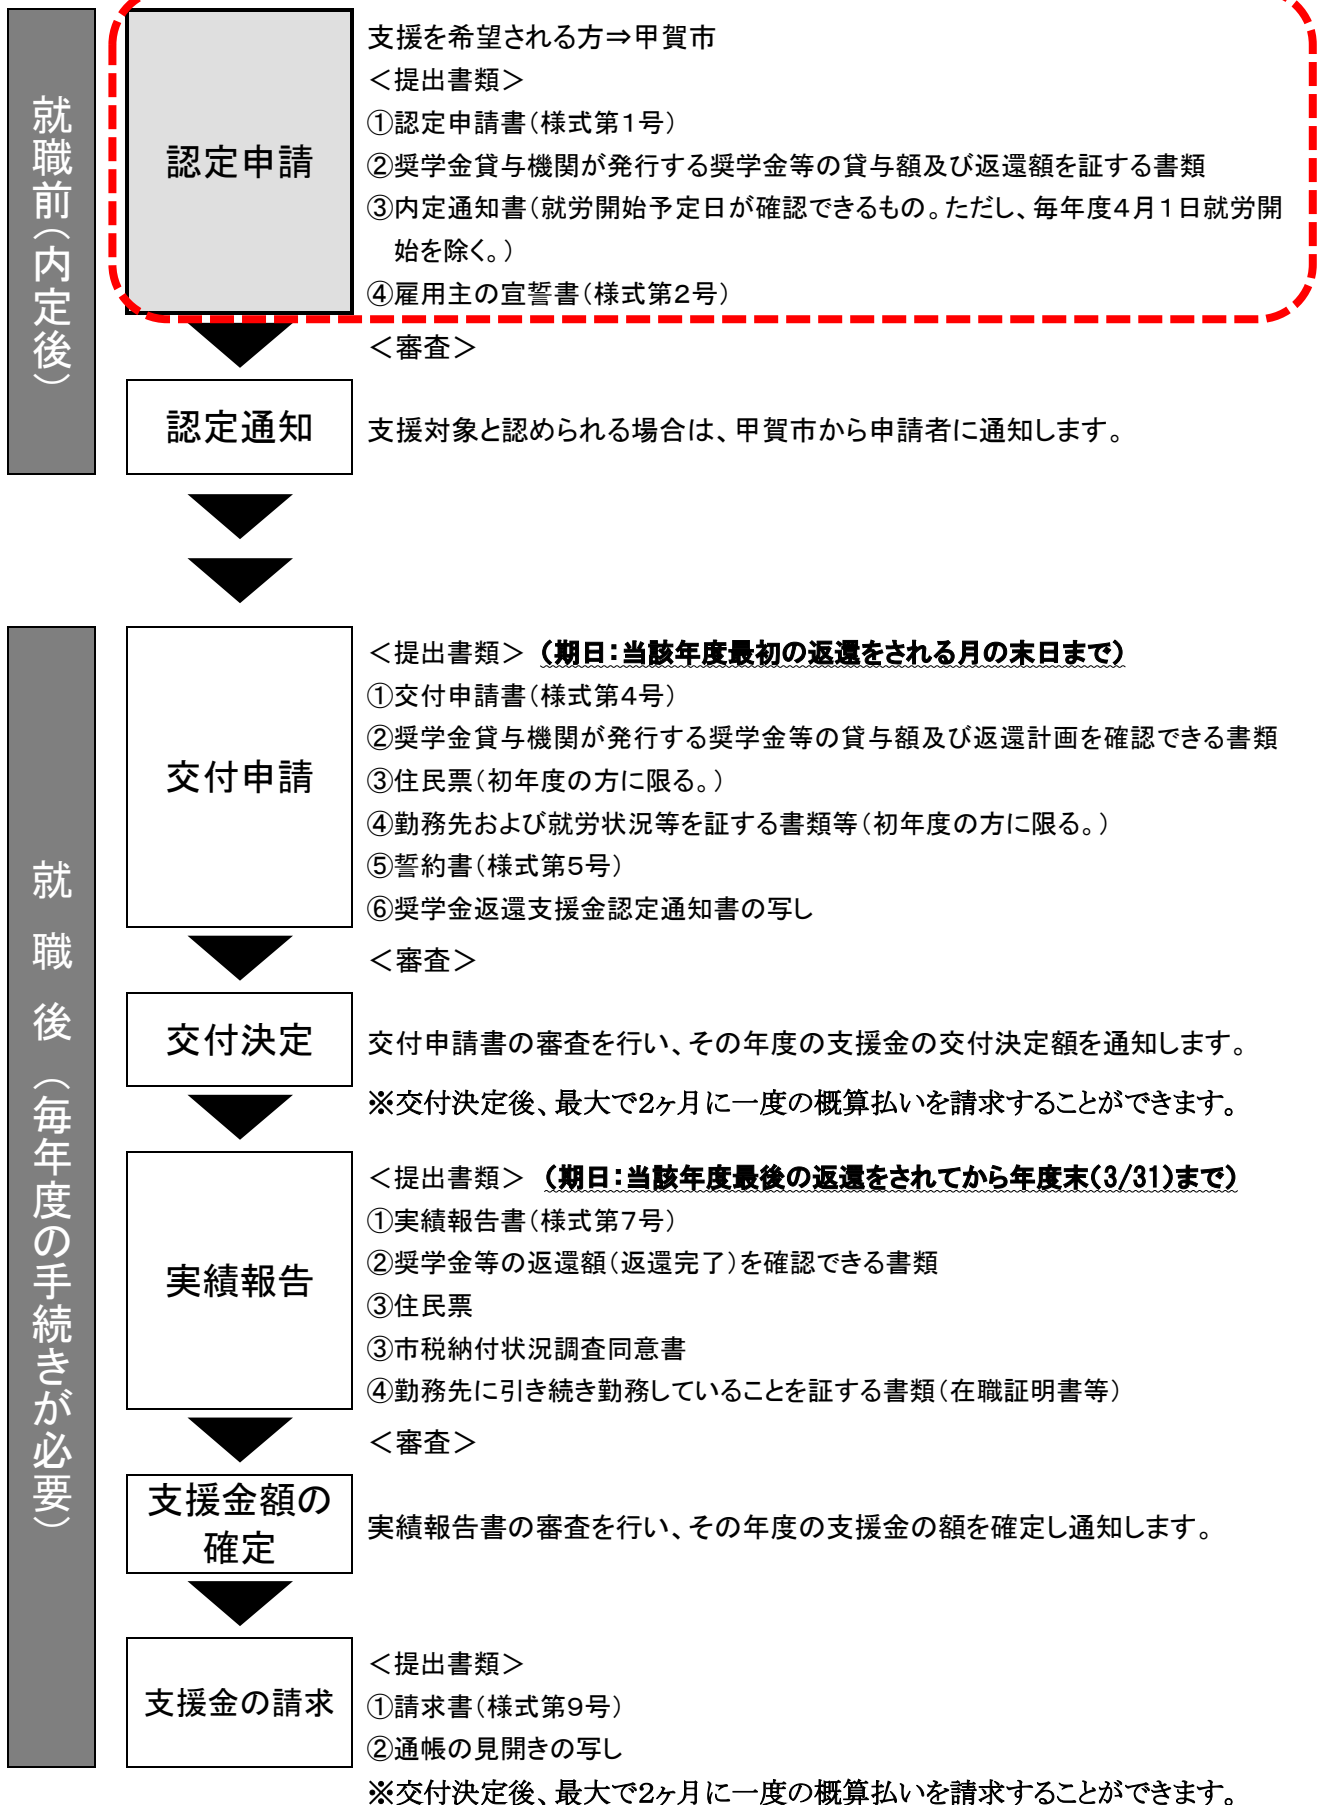 就職前（内定後）
認定申請
支援を希望される方⇒甲賀市
＜提出書類＞
①認定申請書（様式第１号）
②奨学金貸与機関が発行する奨学金等の貸与額及び返還額を証する書類
③内定通知書（就労開始予定日が確認できるもの。ただし、毎年度４月１日就労開
始を除く。）
④雇用主の宣誓書（様式第２号）
＜審査＞
認定通知
支援対象と認められる場合は、甲賀市から申請者に通知します。
就職後（毎年度の手続きが必要）
交付申請
＜提出書類＞（期日：当該年度最初の返還をされる月の末日まで）
①交付申請書（様式第４号）
②奨学金貸与機関が発行する奨学金等の貸与額及び返還計画を確認できる書類
③住民票（初年度の方に限る。）
④勤務先および就労状況等を証する書類等（初年度の方に限る。）
⑤誓約書（様式第５号）
⑥奨学金返還支援金認定通知書の写し
＜審査＞
交付決定
交付申請書の審査を行い、その年度の支援金の交付決定額を通知します。
※交付決定後、最大で２ヶ月に一度の概算払いを請求することができます。
実績報告
＜提出書類＞（期日：当該年度最後の返還をされてから年度末（3/31）まで）
①実績報告書（様式第７号）
②奨学金等の返還額（返還完了）を確認できる書類
③住民票
③市税納付状況調査同意書
④勤務先に引き続き勤務していることを証する書類（在職証明書等）
＜審査＞
支援金額の
確定
実績報告書の審査を行い、その年度の支援金の額を確定し通知します。
支援金の請求
＜提出書類＞
①請求書（様式第９号）
②通帳の見開きの写し
※交付決定後、最大で２ヶ月に一度の概算払いを請求することができます。